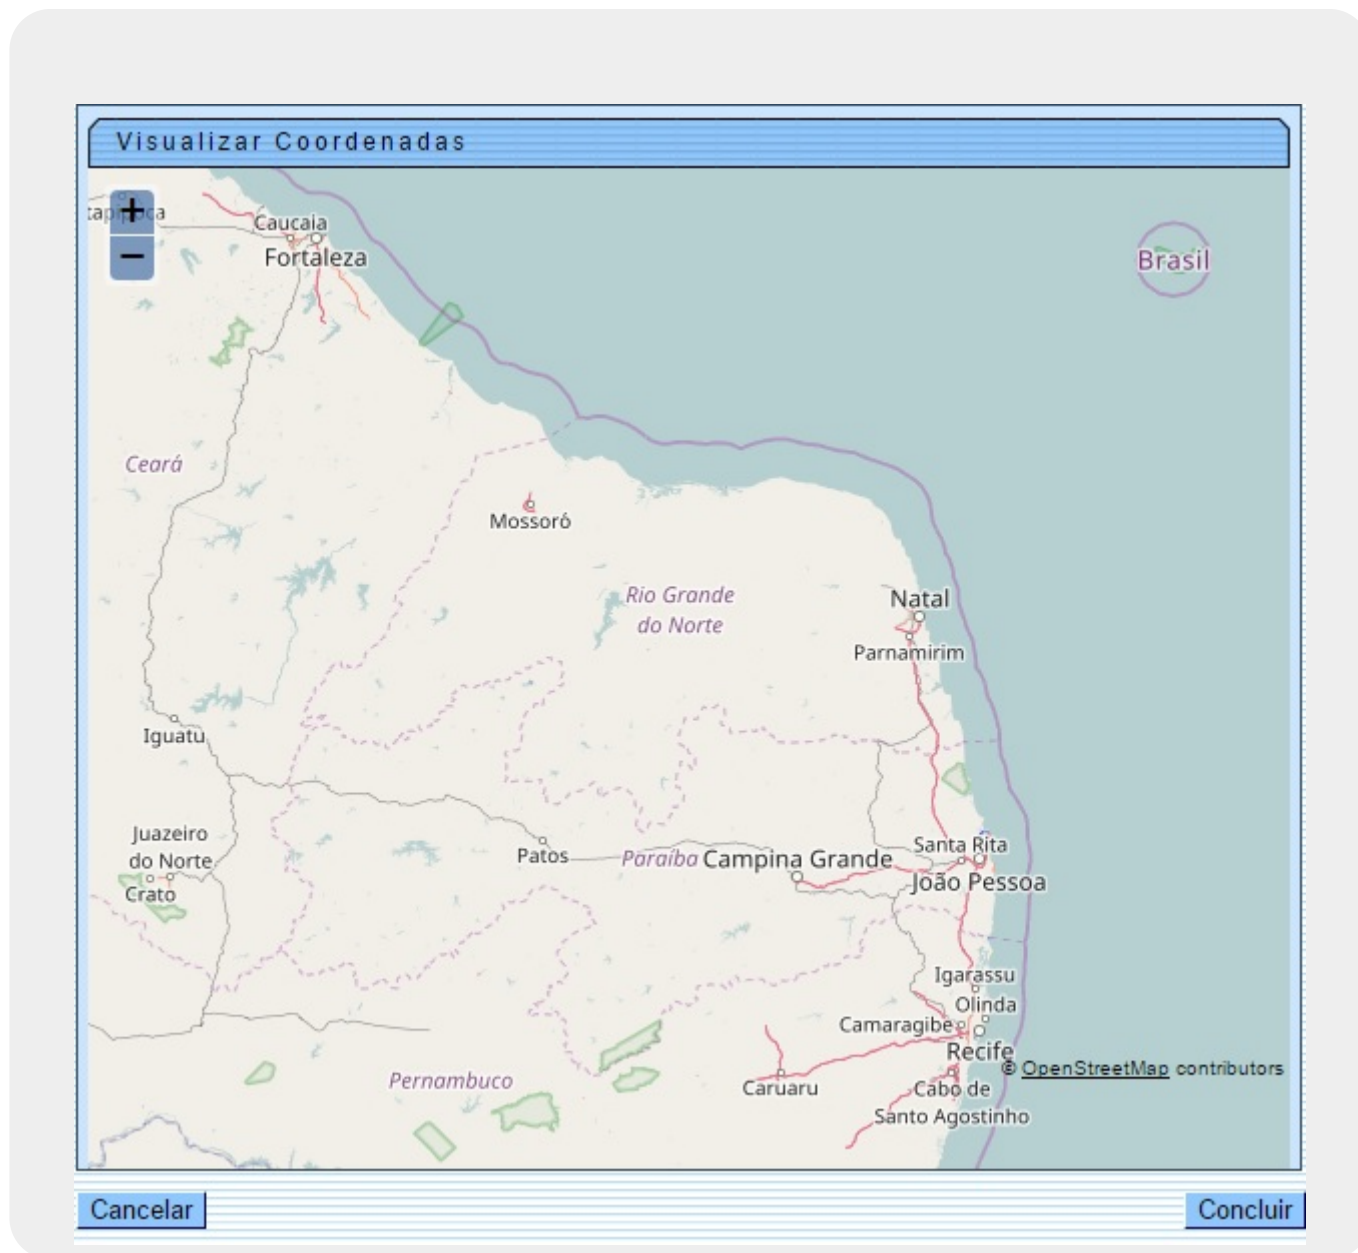 Visualizar Coordenadas
+
−
Caucaia
Fortaleza
Brasil
Ceará
Mossoró
Rio Grande
do Norte
Natal
Parnamirim
Iguatu
Juazeiro
do Norte
Crato
Patos
Paraíba
Campina Grande
Santa Rita
João Pessoa
Igarassu
Olinda
Camaragibe
Recife
© OpenStreetMap contributors
Pernambuco
Caruaru
Cabo de
Santo Agostinho
Cancelar
Concluir